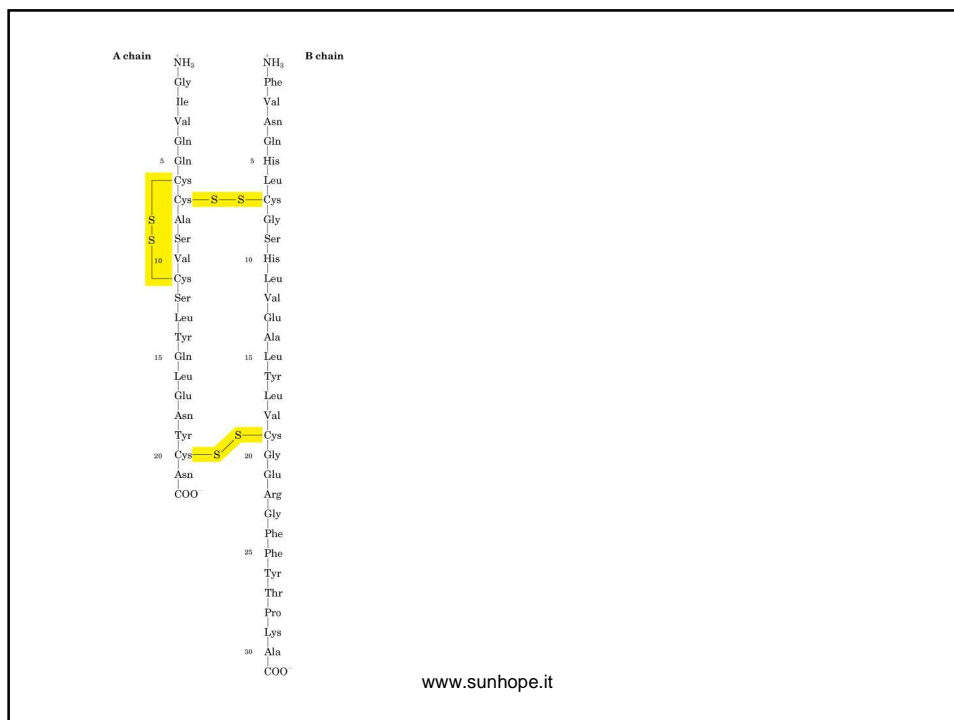 A chain
NH3+
Gly
Ile
Val
Gln
5 Gln
Cys
Cys
Ala
Ser
10 Val
Cys
Ser
Leu
Tyr
15 Gln
Leu
Glu
Asn
Tyr
20 Cys
Asn
COO−
S
S
S S
S
S
B chain
NH3+
Phe
Val
Asn
Gln
5 His
Leu
Cys
Gly
Ser
10 His
Leu
Val
Glu
Ala
15 Leu
Tyr
Leu
Val
Cys
20 Gly
Glu
Arg
Gly
Phe
25 Phe
Tyr
Thr
Pro
Lys
30 Ala
COO−
www.sunhope.it